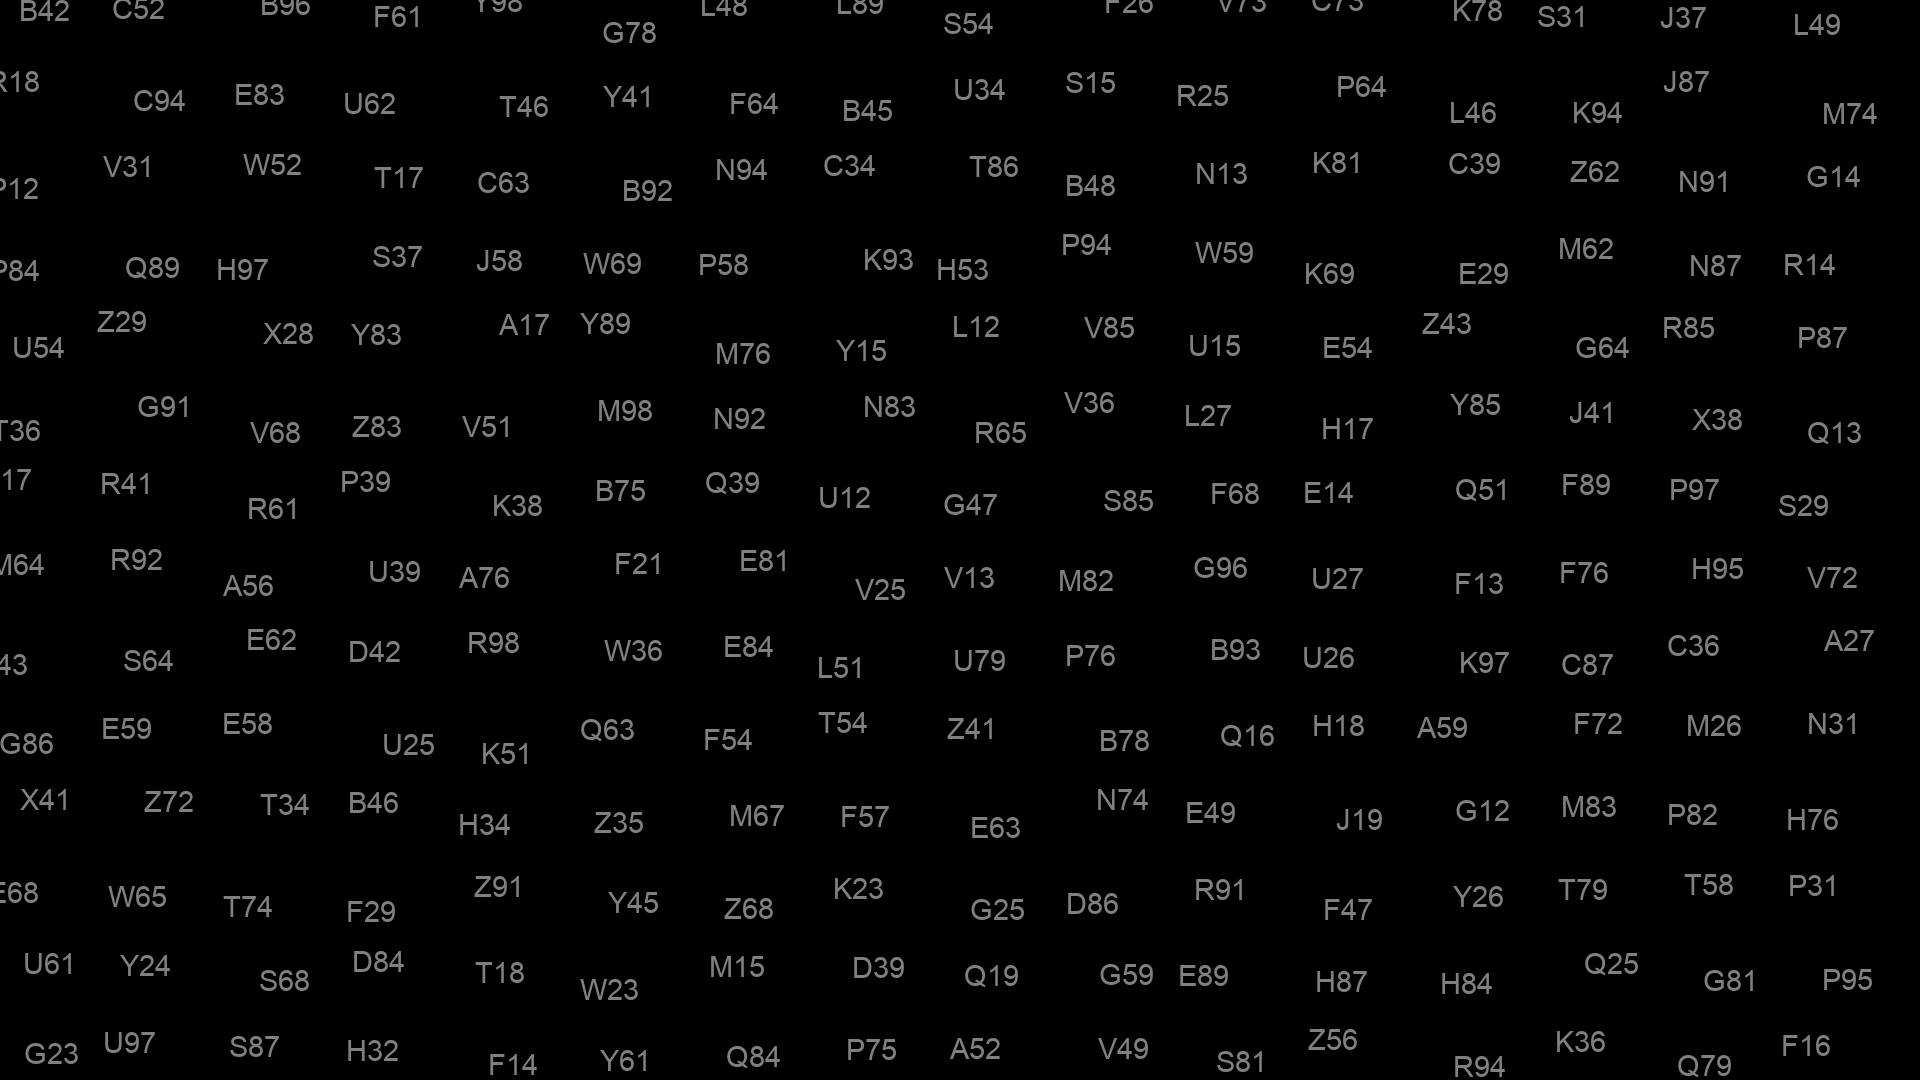 B42 C52 B96 F61 Y98 G78 L48 L89 S54 F26 V73 C73 K78 S31 J37 L49
R18 C94 E83 U62 T46 Y41 F64 B45 U34 S15 R25 P64 L46 K94 J87 M74
P12 V31 W52 T17 C63 B92 N94 C34 T86 B48 N13 K81 C39 Z62 N91 G14
P84 Q89 H97 S37 J58 W69 P58 K93 H53 P94 W59 K69 E29 M62 N87 R14
U54 Z29 X28 Y83 A17 Y89 M76 Y15 L12 V85 U15 E54 Z43 G64 R85 P87
T36 G91 V68 Z83 V51 M98 N92 N83 R65 V36 L27 H17 Y85 J41 X38 Q13
17 R41 R61 P39 K38 B75 Q39 U12 G47 S85 F68 E14 Q51 F89 P97 S29
M64 R92 A56 U39 A76 F21 E81 V25 V13 M82 G96 U27 F13 F76 H95 V72
43 S64 E62 D42 R98 W36 E84 L51 U79 P76 B93 U26 K97 C87 C36 A27
G86 E59 E58 U25 K51 Q63 F54 T54 Z41 B78 Q16 H18 A59 F72 M26 N31
X41 Z72 T34 B46 H34 Z35 M67 F57 E63 N74 E49 J19 G12 M83 P82 H76
E68 W65 T74 F29 Z91 Y45 Z68 K23 G25 D86 R91 F47 Y26 T79 T58 P31
U61 Y24 S68 D84 T18 W23 M15 D39 Q19 G59 E89 H87 H84 Q25 G81 P95
G23 U97 S87 H32 F14 Y61 Q84 P75 A52 V49 S81 Z56 R94 K36 Q79 F16